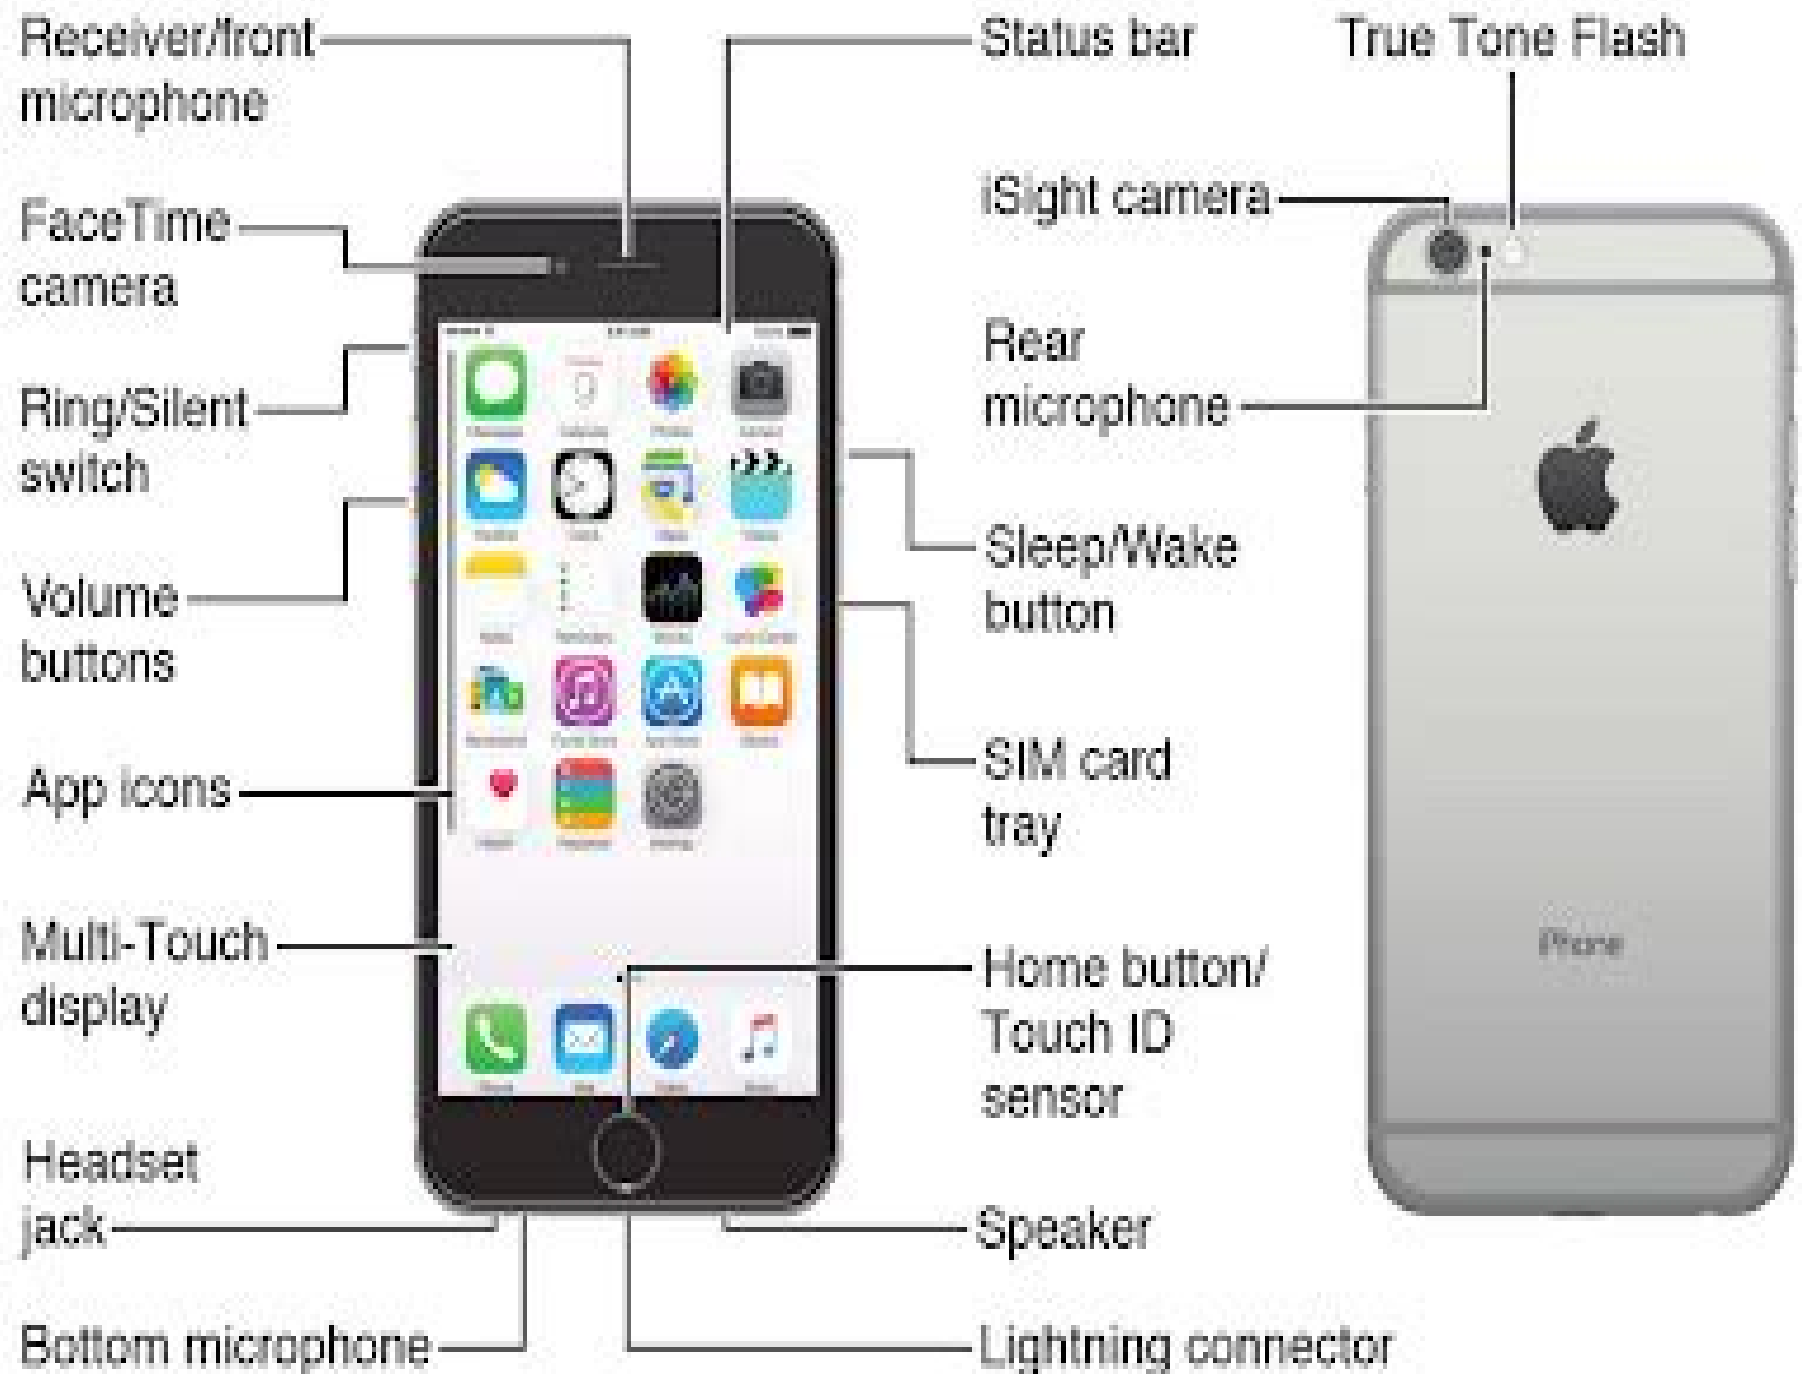 Receiver/front
microphone
FaceTime
camera
Ring/Silent
switch
Volume
buttons
App icons
Multi-Touch
display
Headset
jack
Bottom microphone
Status bar
iSight camera
Rear
microphone
Sleep/Wake
button
SIM card
tray
Home button/
Touch ID
sensor
Speaker
Lightning connector
True Tone Flash
9
iPhone